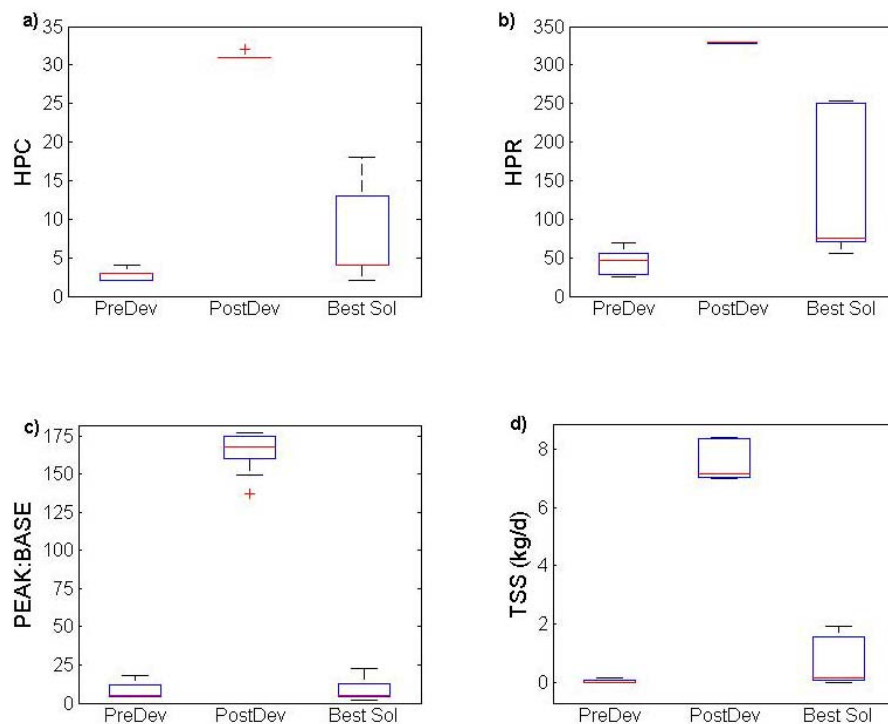 a)
HPC
35
30
25
20
15
10
5
0
PreDev PostDev Best Sol
b)
HPR
350
300
250
200
150
100
50
0
PreDev PostDev Best Sol
c)
PEAK:BASE
175
150
125
100
75
50
25
0
PreDev PostDev Best Sol
d)
TSS (kg/d)
8
6
4
2
0
PreDev PostDev Best Sol